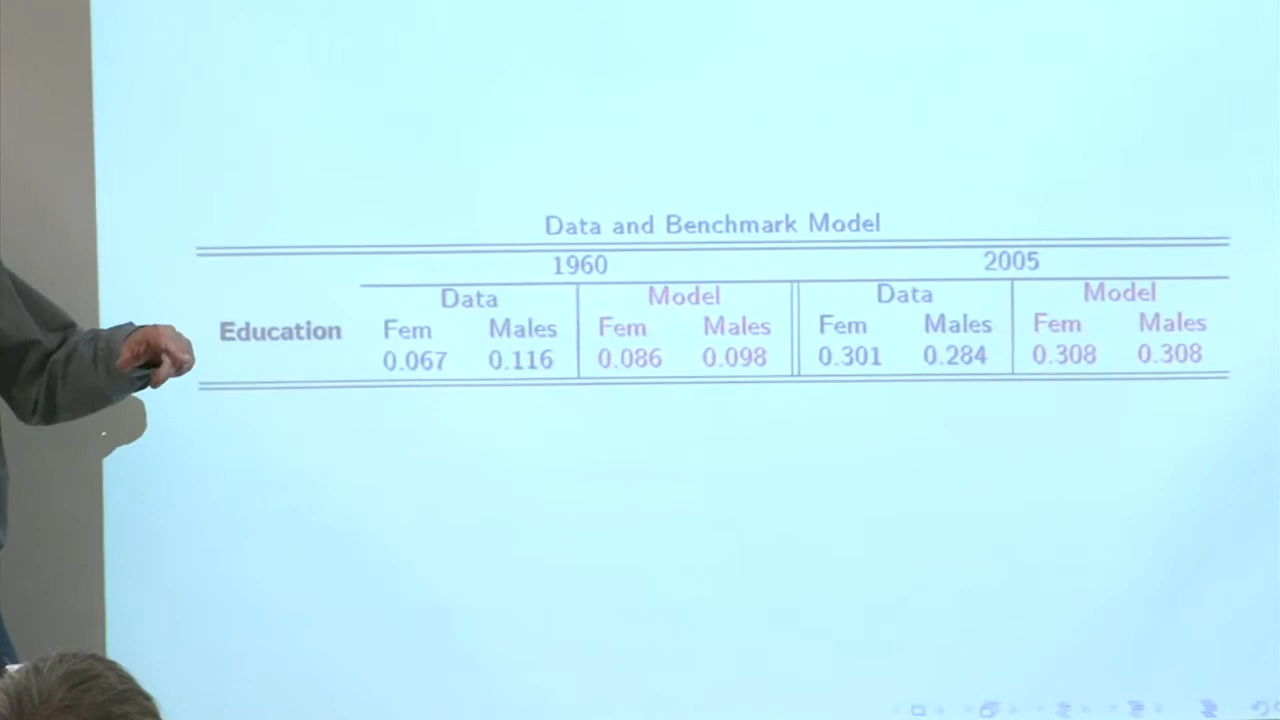 Data and Benchmark Model
1960 2005
Data Model Data Model
Education Fem Males Fem Males Fem Males Fem Males
0.067 0.116 0.086 0.098 0.301 0.284 0.308 0.308